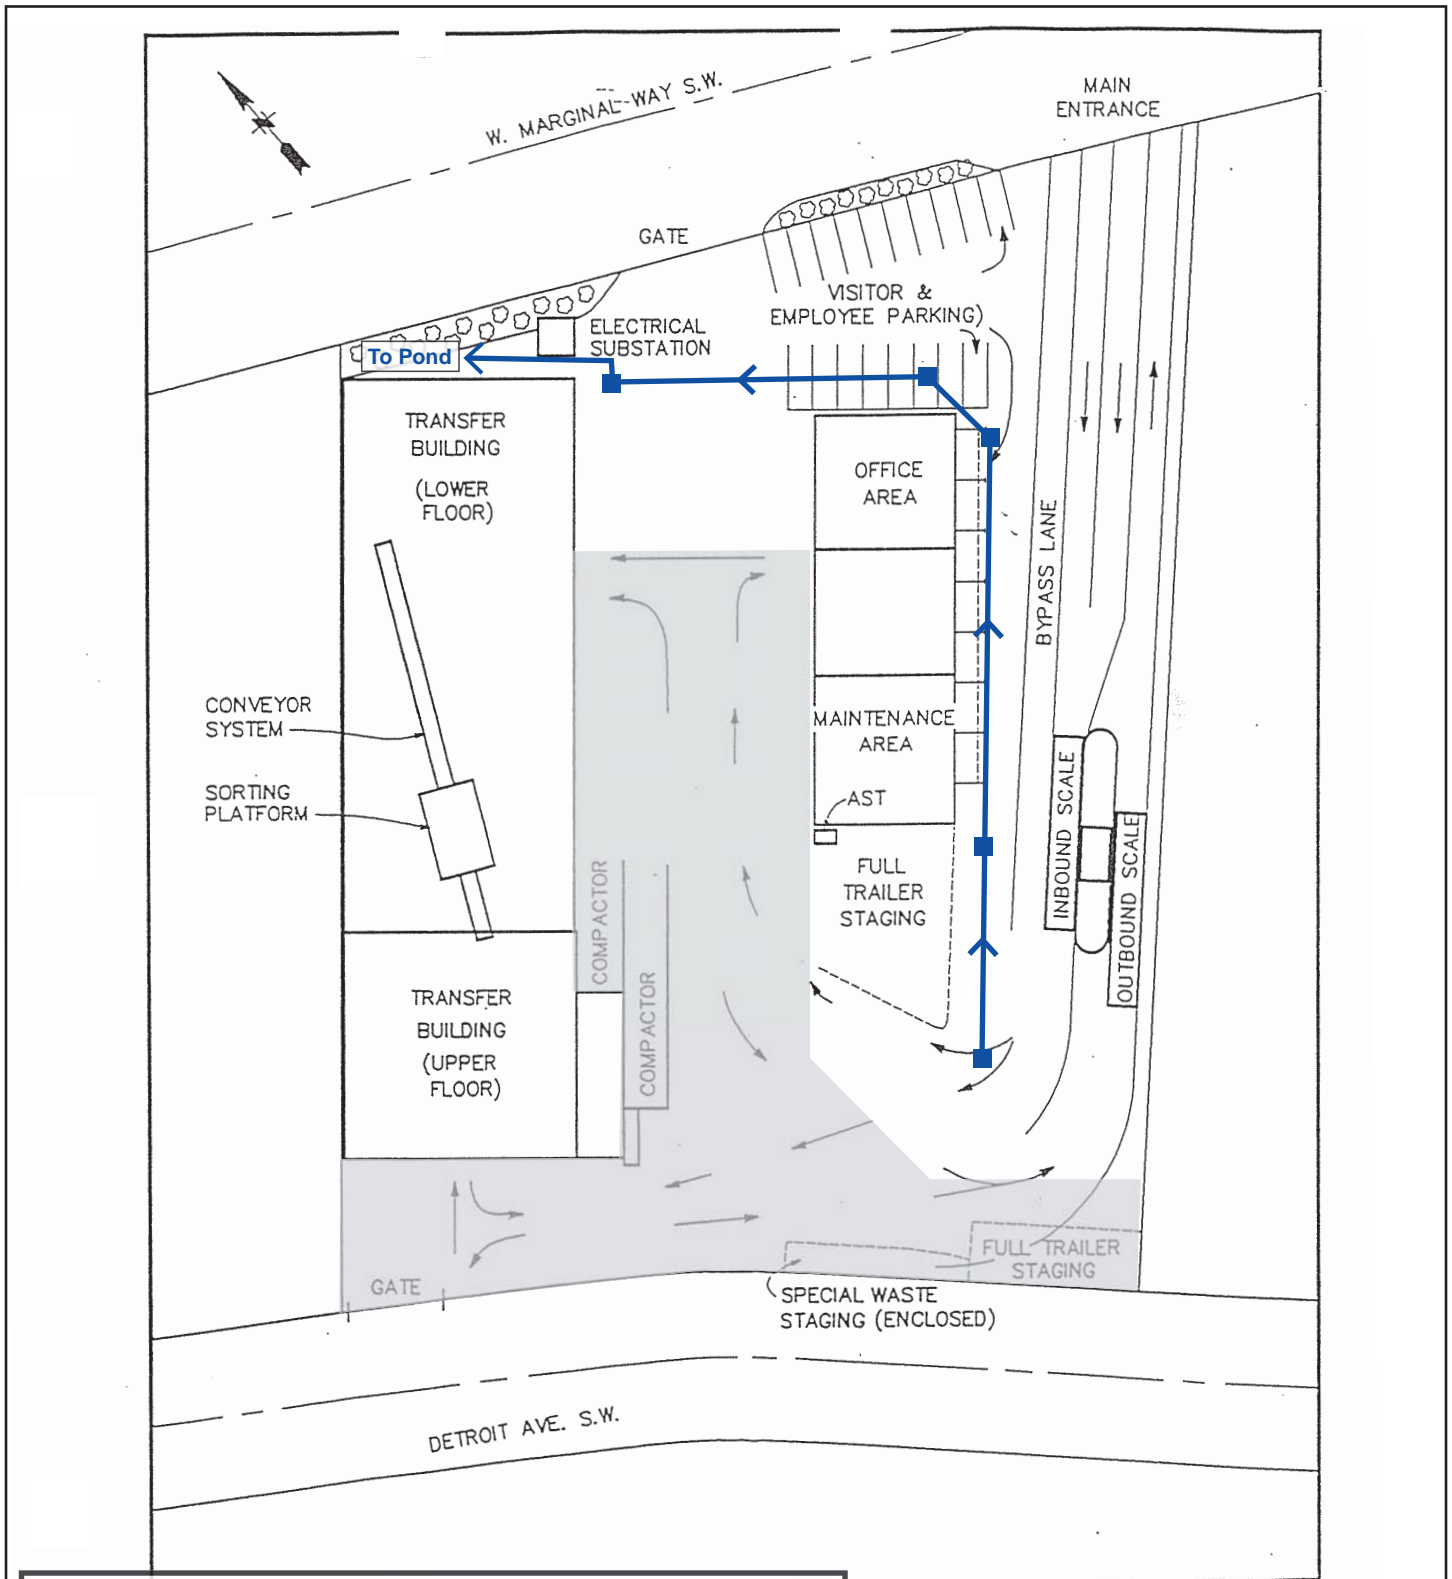 MAIN
ENTRANCE
W. MARGINAL-WAY S.W.
GATE
VISITOR &
EMPLOYEE PARKING)
ELECTRICAL
SUBSTATION
To Pond
TRANSFER
BUILDING
(LOWER
FLOOR)
OFFICE
AREA
BYPASS LANE
CONVEYOR
SYSTEM
MAINTENANCE
AREA
SORTING
PLATFORM
AST
INBOUND SCALE
OUTBOUND SCALE
FULL
TRAILER
STAGING
COMPACTOR
COMPACTOR
TRANSFER
BUILDING
(UPPER
FLOOR)
FULL TRAILER
STAGING
GATE
SPECIAL WASTE
STAGING (ENCLOSED)
DETROIT AVE. S.W.